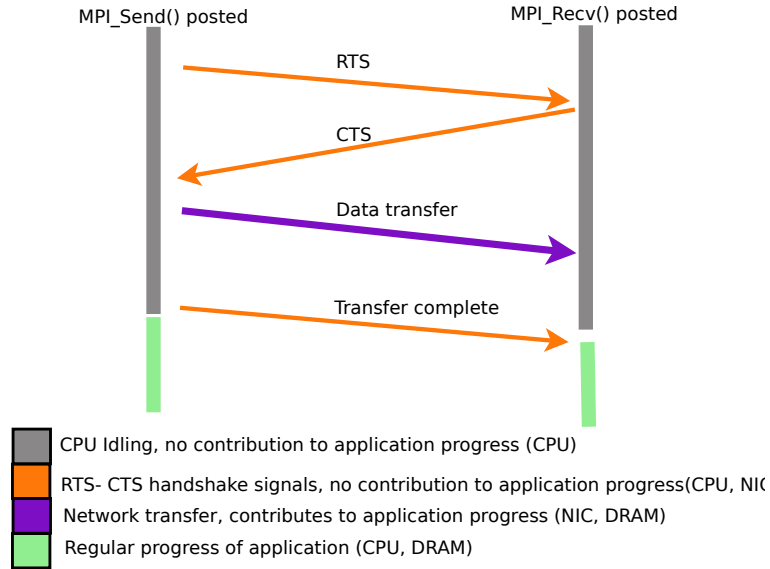 MPI_Send() posted
MPI_Recv() posted
RTS
CTS
Data transfer
Transfer complete
CPU Idling, no contribution to application progress (CPU)
RTS- CTS handshake signals, no contribution to application progress(CPU, NIC
Network transfer, contributes to application progress (NIC, DRAM)
Regular progress of application (CPU, DRAM)